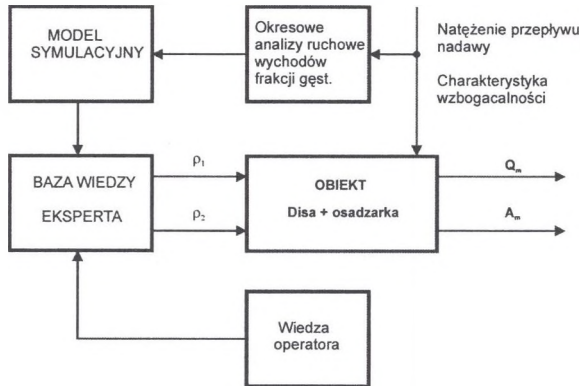 MODEL
SYMULACYJNY
Okresowe
analizy ruchowe
wychodów
frakcji gęst.
Natężenie przepływu
nadawy
Charakterystyka
wzbogacalności
BAZA WIEDZY
EKSPERTA
ρ₁
ρ₂
OBIEKT
Disa + osadzarka
Qₘ
Aₘ
Wiedza
operatora